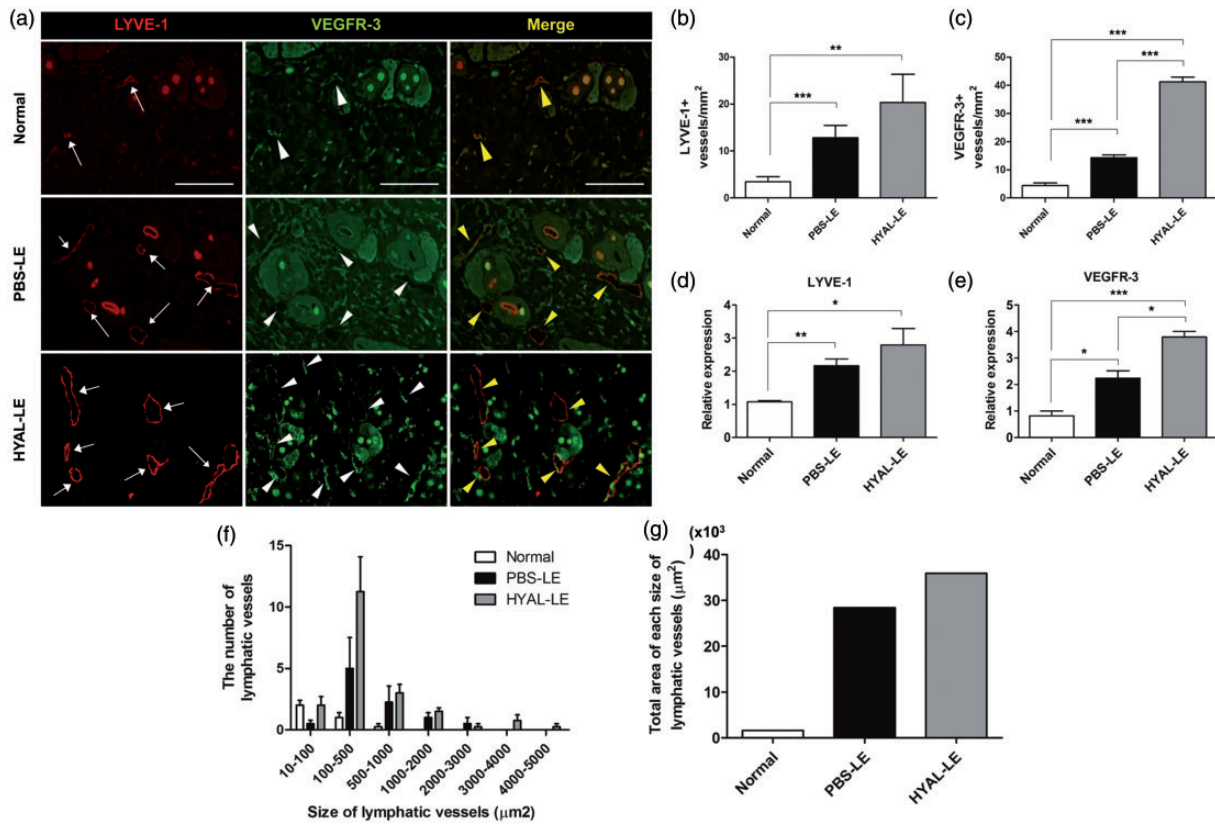 (a)
LYVE-1 VEGFR-3 Merge
Normal
PBS-LE
HYAL-LE
(b)
LYVE-1+
vessels/mm²
30
20
10
0
**
***
Normal PBS-LE HYAL-LE
(c)
VEGFR-3+
vessels/mm²
50
40
30
20
10
0
***
***
***
Normal PBS-LE HYAL-LE
(d)
LYVE-1
Relative expression
4
3
2
1
0
*
**
Normal PBS-LE HYAL-LE
(e)
VEGFR-3
Relative expression
5
4
3
2
1
0
***
*
*
Normal PBS-LE HYAL-LE
(f)
The number of
lymphatic vessels
15
10
5
0
Normal
PBS-LE
HYAL-LE
10-100 100-500 500-1000 1000-2000 2000-3000 3000-4000 4000-5000
Size of lymphatic vessels (μm2)
(g)
(x10³
)
Total area of each size of
lymphatic vessels (μm²)
40
30
20
10
0
Normal PBS-LE HYAL-LE